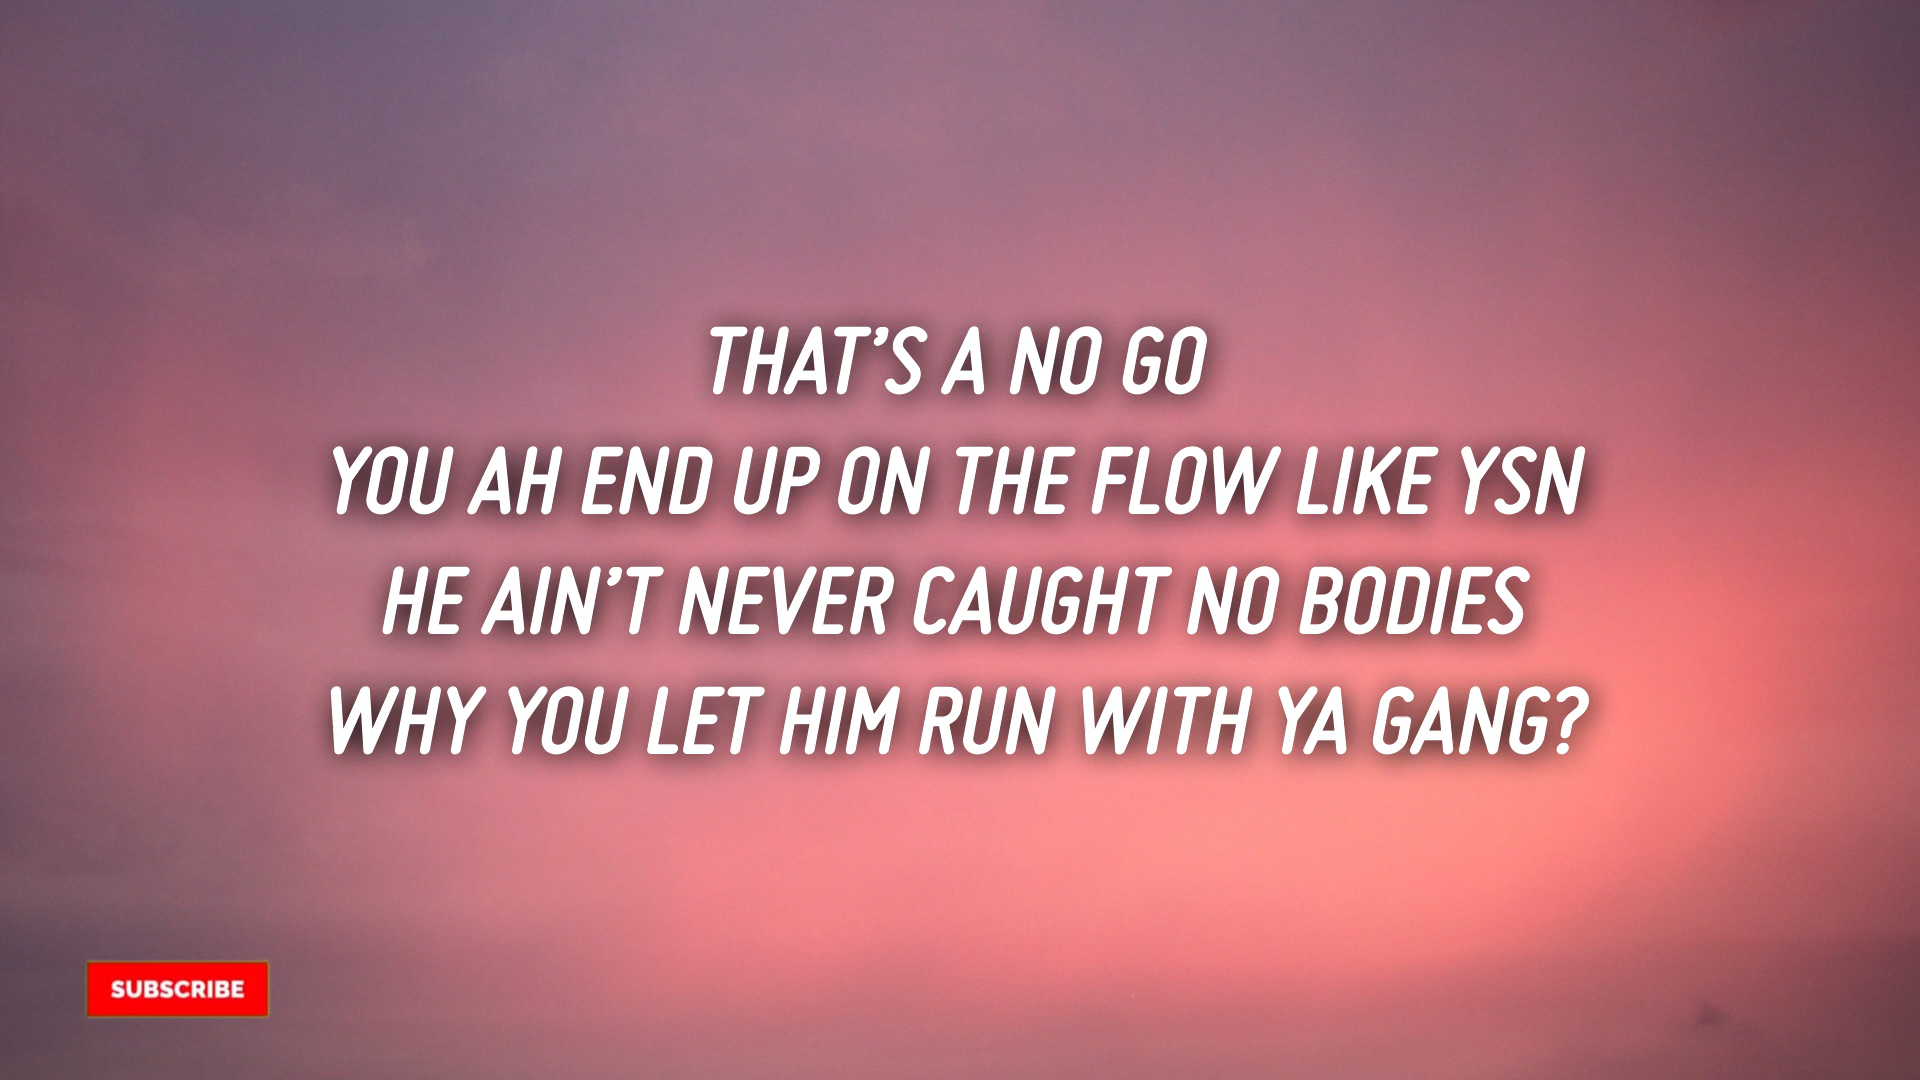 THAT’S A NO GO
YOU AH END UP ON THE FLOW LIKE YSN
HE AIN’T NEVER CAUGHT NO BODIES
WHY YOU LET HIM RUN WITH YA GANG?
SUBSCRIBE